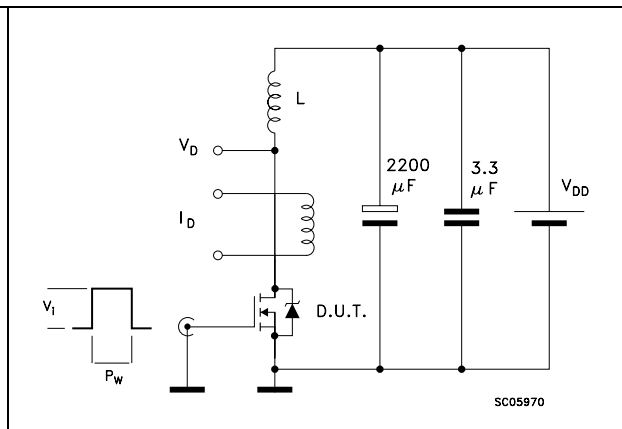 L
V_D
2200
μF
3.3
μF
V_DD
I_D
V_i
D.U.T.
P_W
SC05970